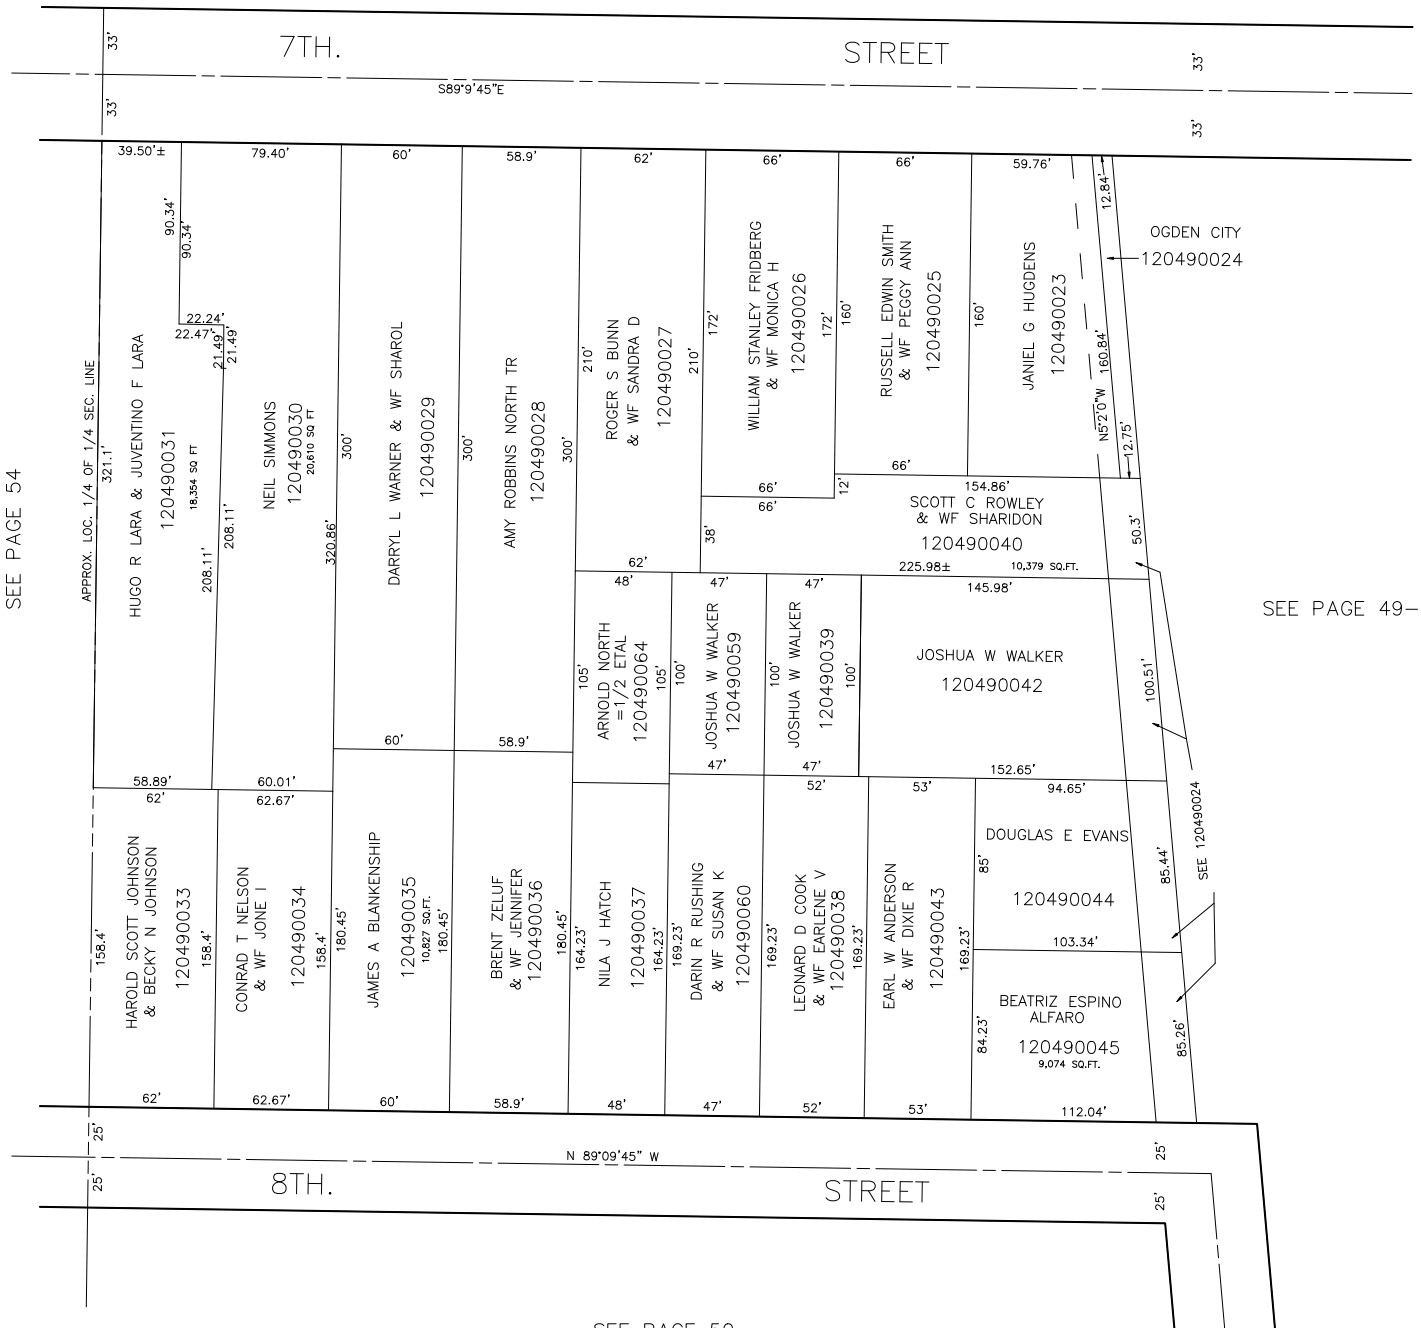 33'
7TH.
STREET
33'
S89°9'45"E
33'
33'
39.50'±
79.40'
60'
58.9'
62'
66'
66'
59.76'
12.84'
90.34'
90.34'
OGDEN CITY
120490024
22.24'
22.47'
21.49'
21.49'
SEE PAGE 54
APPROX. LOC. 1/4 OF 1/4 SEC. LINE
321.1'
HUGO R LARA & JUVENTINO F LARA
120490031
18,354 SQ FT
208.11'
208.11'
NEIL SIMMONS
120490030
20,610 SQ FT
320.86'
300'
DARRYL L WARNER & WF SHAROL
120490029
300'
AMY ROBBINS NORTH TR
120490028
300'
210'
ROGER S BUNN
& WF SANDRA D
120490027
210'
172'
WILLIAM STANLEY FRIDBERG
& WF MONICA H
120490026
172'
160'
RUSSELL EDWIN SMITH
& WF PEGGY ANN
120490025
160'
JANIEL G HUGDENS
120490023
N5°2'0"W
160.84'
12.75'
66'
66'
66'
12'
154.86'
SCOTT C ROWLEY
& WF SHARIDON
120490040
38'
225.98±
10,379 SQ.FT.
50.3'
62'
48'
47'
47'
145.98'
SEE PAGE 49-
105'
ARNOLD NORTH
=1/2 ETAL
120490064
105'
100'
JOSHUA W WALKER
120490059
100'
JOSHUA W WALKER
120490039
100'
JOSHUA W WALKER
120490042
100.51'
60'
58.9'
47'
47'
152.65'
58.89'
60.01'
62'
62.67'
52'
53'
94.65'
SEE 120490024
158.4'
HAROLD SCOTT JOHNSON
& BECKY N JOHNSON
120490033
158.4'
CONRAD T NELSON
& WF JONE I
120490034
158.4'
180.45'
JAMES A BLANKENSHIP
120490035
10,827 SQ.FT.
180.45'
BRENT ZELUF
& WF JENNIFER
120490036
180.45'
164.23'
NILA J HATCH
120490037
164.23'
169.23'
DARIN R RUSHING
& WF SUSAN K
120490060
169.23'
LEONARD D COOK
& WF EARLENE V
120490038
169.23'
EARL W ANDERSON
& WF DIXIE R
120490043
169.23'
85'
DOUGLAS E EVANS
120490044
85.44'
103.34'
84.23'
BEATRIZ ESPINO
ALFARO
120490045
9,074 SQ.FT.
85.26'
62'
62.67'
60'
58.9'
48'
47'
52'
53'
112.04'
25'
N 89°09'45" W
25'
25'
8TH.
STREET
25'
SEE PAGE 50